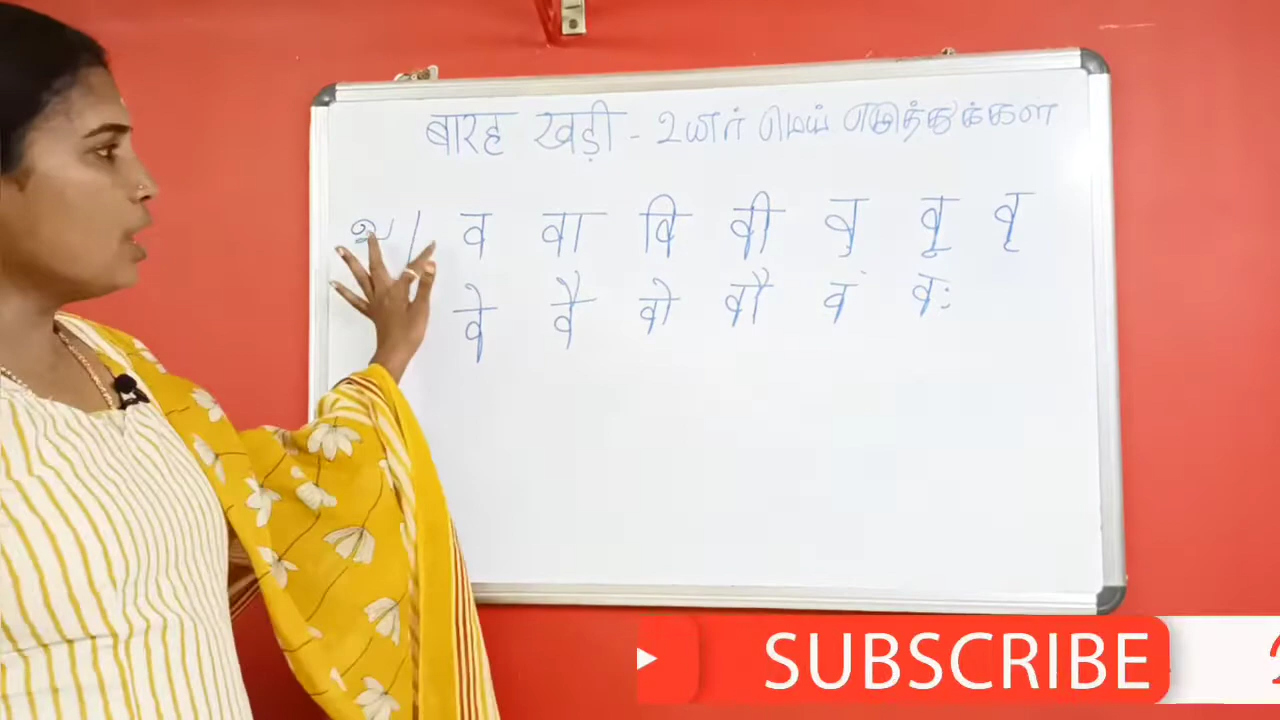 बारह खड़ी - உயிர் மெய் எழுத்துக்கள
व वा वि वी वु वू वृ
वे वै वो वौ वं वः
SUBSCRIBE